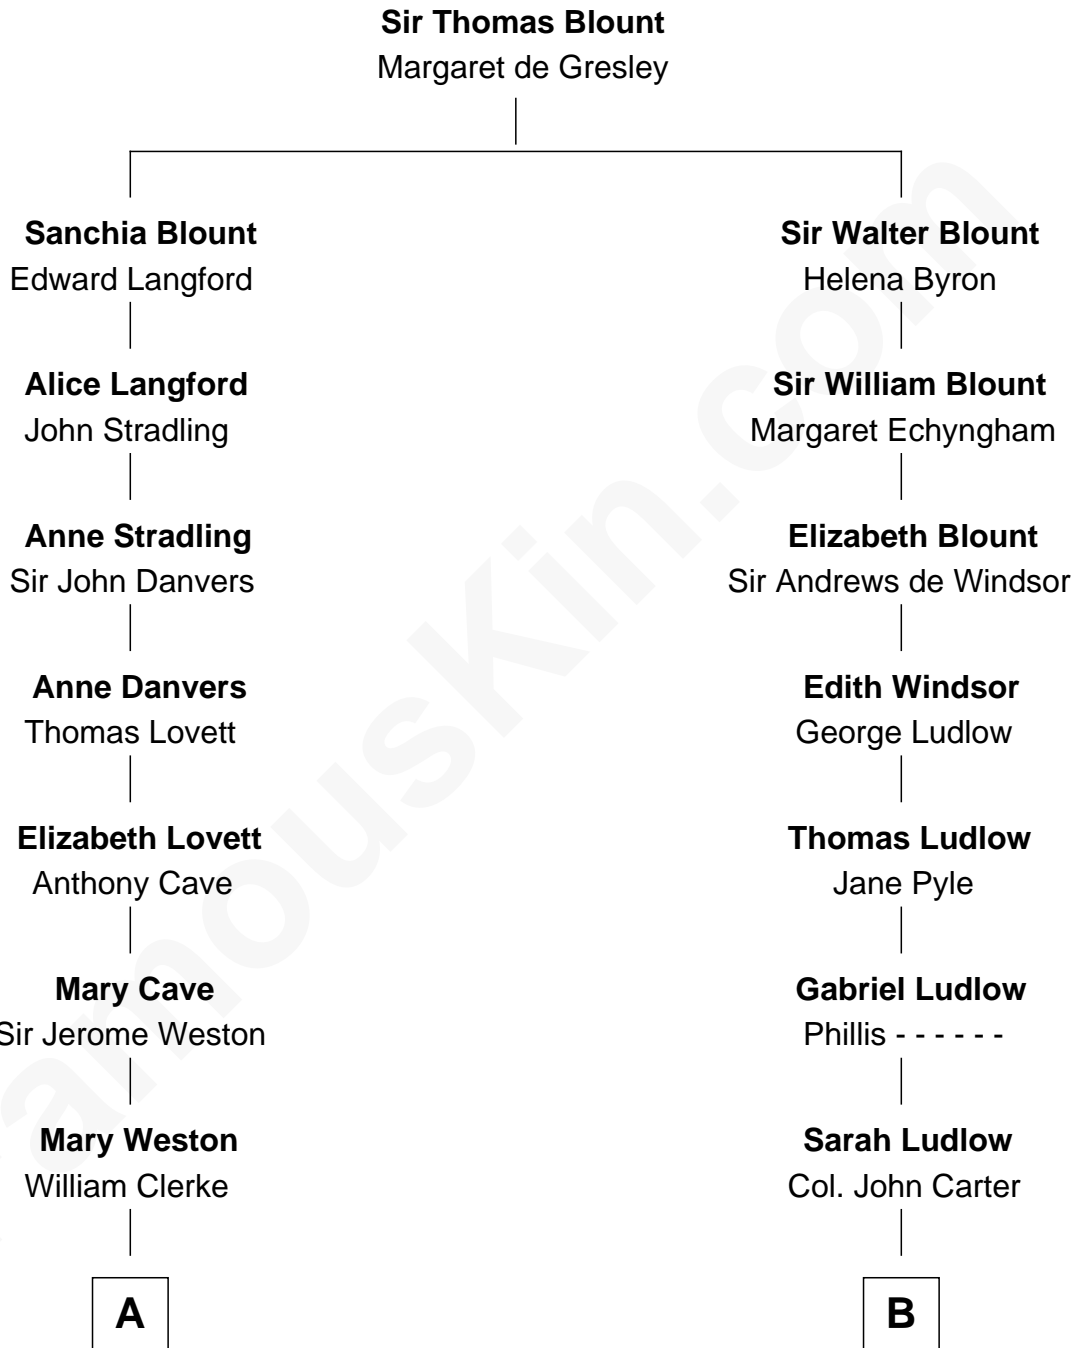 Sir Thomas Blount
Margaret de Gresley
Sanchia Blount
Edward Langford
Sir Walter Blount
Helena Byron
Alice Langford
John Stradling
Sir William Blount
Margaret Echyngham
Anne Stradling
Sir John Danvers
Elizabeth Blount
Sir Andrews de Windsor
Anne Danvers
Thomas Lovett
Edith Windsor
George Ludlow
Elizabeth Lovett
Anthony Cave
Thomas Ludlow
Jane Pyle
Mary Cave
Sir Jerome Weston
Gabriel Ludlow
Phillis - - - - - -
Mary Weston
William Clerke
Sarah Ludlow
Col. John Carter
A
B
amousKin.com